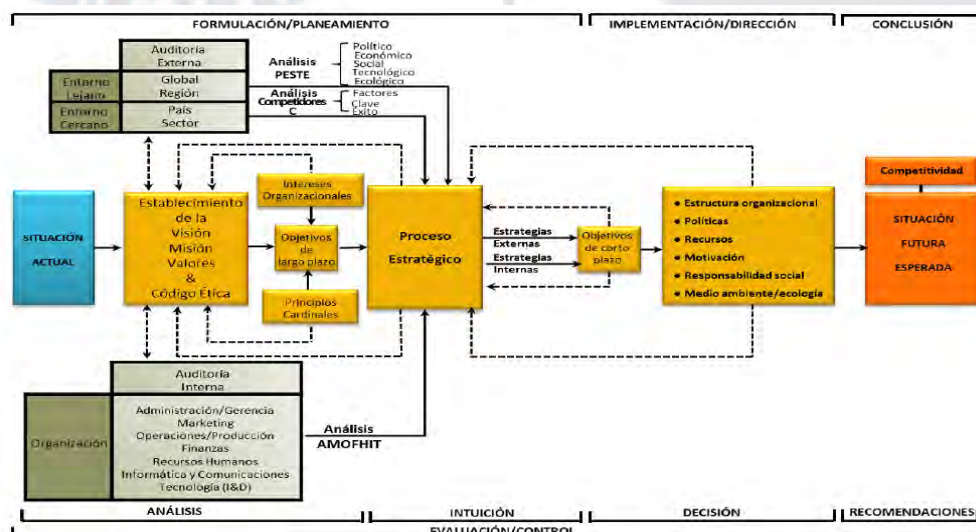 FORMULACIÓN/PLANEAMIENTO
IMPLEMENTACIÓN/DIRECCIÓN
CONCLUSIÓN
Auditoría
Externa
Entorno
Lejano
Global
Región
Entorno
Cercano
País
Sector
Análisis
PESTE
Político
Económico
Social
Tecnológico
Ecológico
Análisis
Competidores
C
Factores
Clave
Éxito
SITUACIÓN
ACTUAL
Establecimiento
de la
Visión
Misión
Valores
&
Código Ética
Intereses
Organizacionales
Objetivos
de
largo plazo
Principios
Cardinales
Proceso
Estratégico
Estrategias
Externas
Estrategias
Internas
Objetivos
de corto
plazo
• Estructura organizacional
• Políticas
• Recursos
• Motivación
• Responsabilidad social
• Medio ambiente/ecología
Competitividad
SITUACIÓN
FUTURA
ESPERADA
Auditoría
Interna
Organización
Administración/Gerencia
Marketing
Operaciones/Producción
Finanzas
Recursos Humanos
Informática y Comunicaciones
Tecnología (I&D)
Análisis
AMOFHIT
ANÁLISIS
INTUICIÓN
DECISIÓN
RECOMENDACIONES
EVALUACIÓN/CONTROL